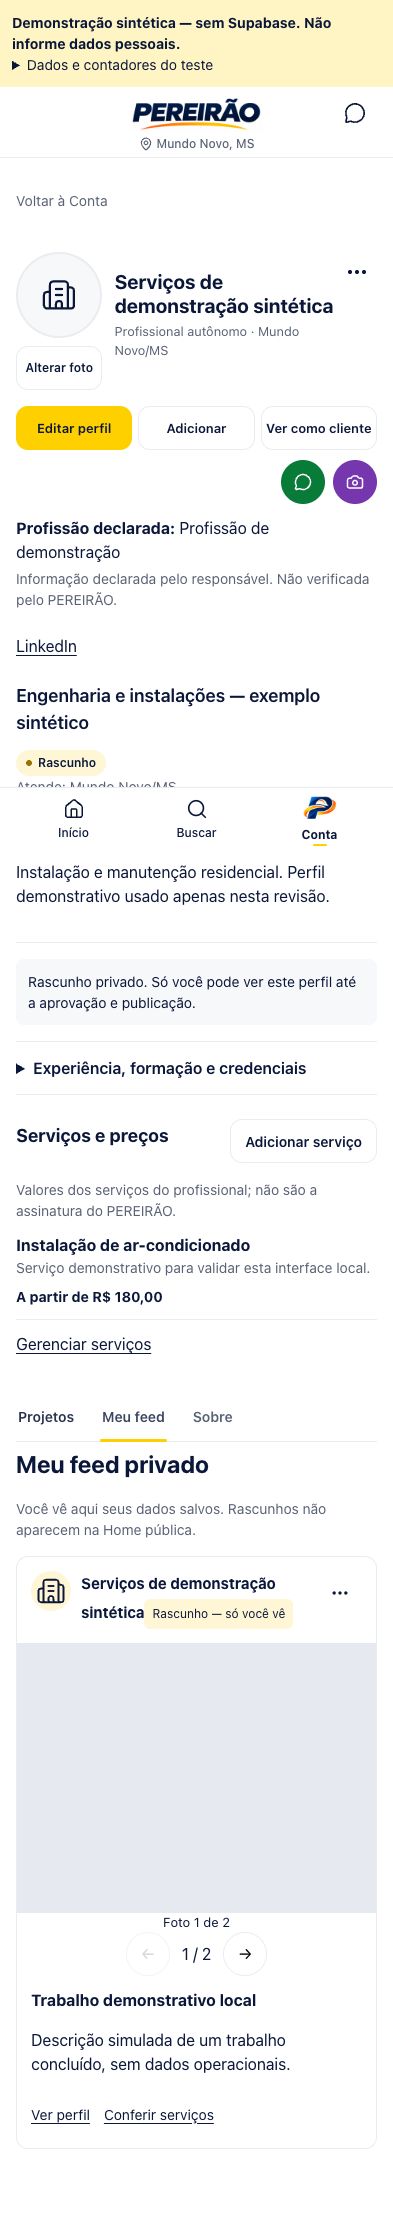 Demonstração sintética — sem Supabase. Não
informe dados pessoais.
▶ Dados e contadores do teste
PEREIRÃO
Mundo Novo, MS
Voltar à Conta
Serviços de
demonstração sintética
Profissional autônomo · Mundo
Novo/MS
Alterar foto
Editar perfil
Adicionar
Ver como cliente
Profissão declarada: Profissão de
demonstração
Informação declarada pelo responsável. Não verificada
pelo PEREIRÃO.
LinkedIn
Engenharia e instalações — exemplo
sintético
Rascunho
Atende: Mundo Novo/MS
Início
Buscar
Conta
Instalação e manutenção residencial. Perfil
demonstrativo usado apenas nesta revisão.
Rascunho privado. Só você pode ver este perfil até
a aprovação e publicação.
▶ Experiência, formação e credenciais
Serviços e preços
Adicionar serviço
Valores dos serviços do profissional; não são a
assinatura do PEREIRÃO.
Instalação de ar-condicionado
Serviço demonstrativo para validar esta interface local.
A partir de R$ 180,00
Gerenciar serviços
Projetos
Meu feed
Sobre
Meu feed privado
Você vê aqui seus dados salvos. Rascunhos não
aparecem na Home pública.
Serviços de demonstração
sintética
Rascunho — só você vê
Foto 1 de 2
← 1 / 2 →
Trabalho demonstrativo local
Descrição simulada de um trabalho
concluído, sem dados operacionais.
Ver perfil
Conferir serviços